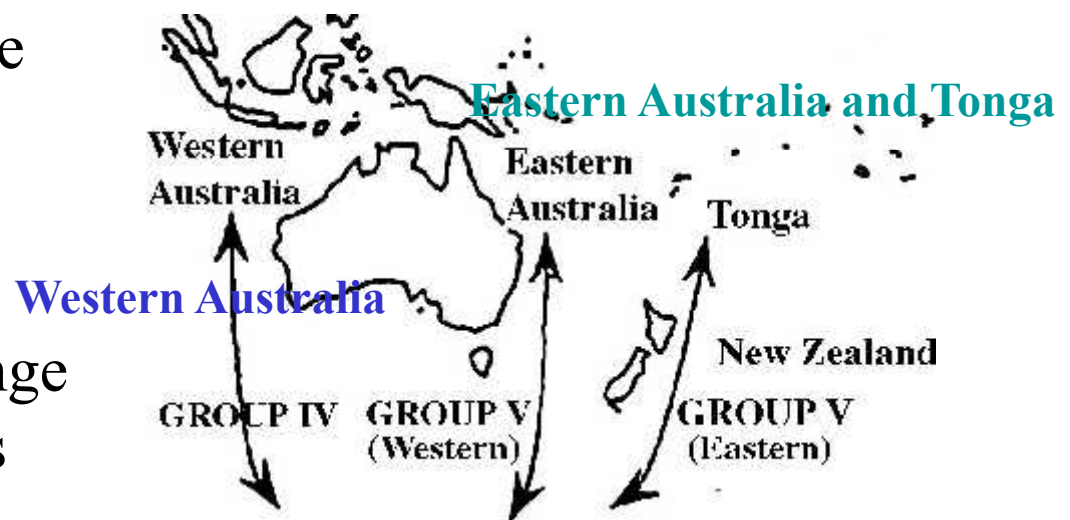 e
Eastern Australia and Tonga
Western
Australia
Eastern
Australia
Tonga
Western Australia
New Zealand
nge
GROUP IV
GROUP V
(Western)
GROUP V
(Eastern)
s